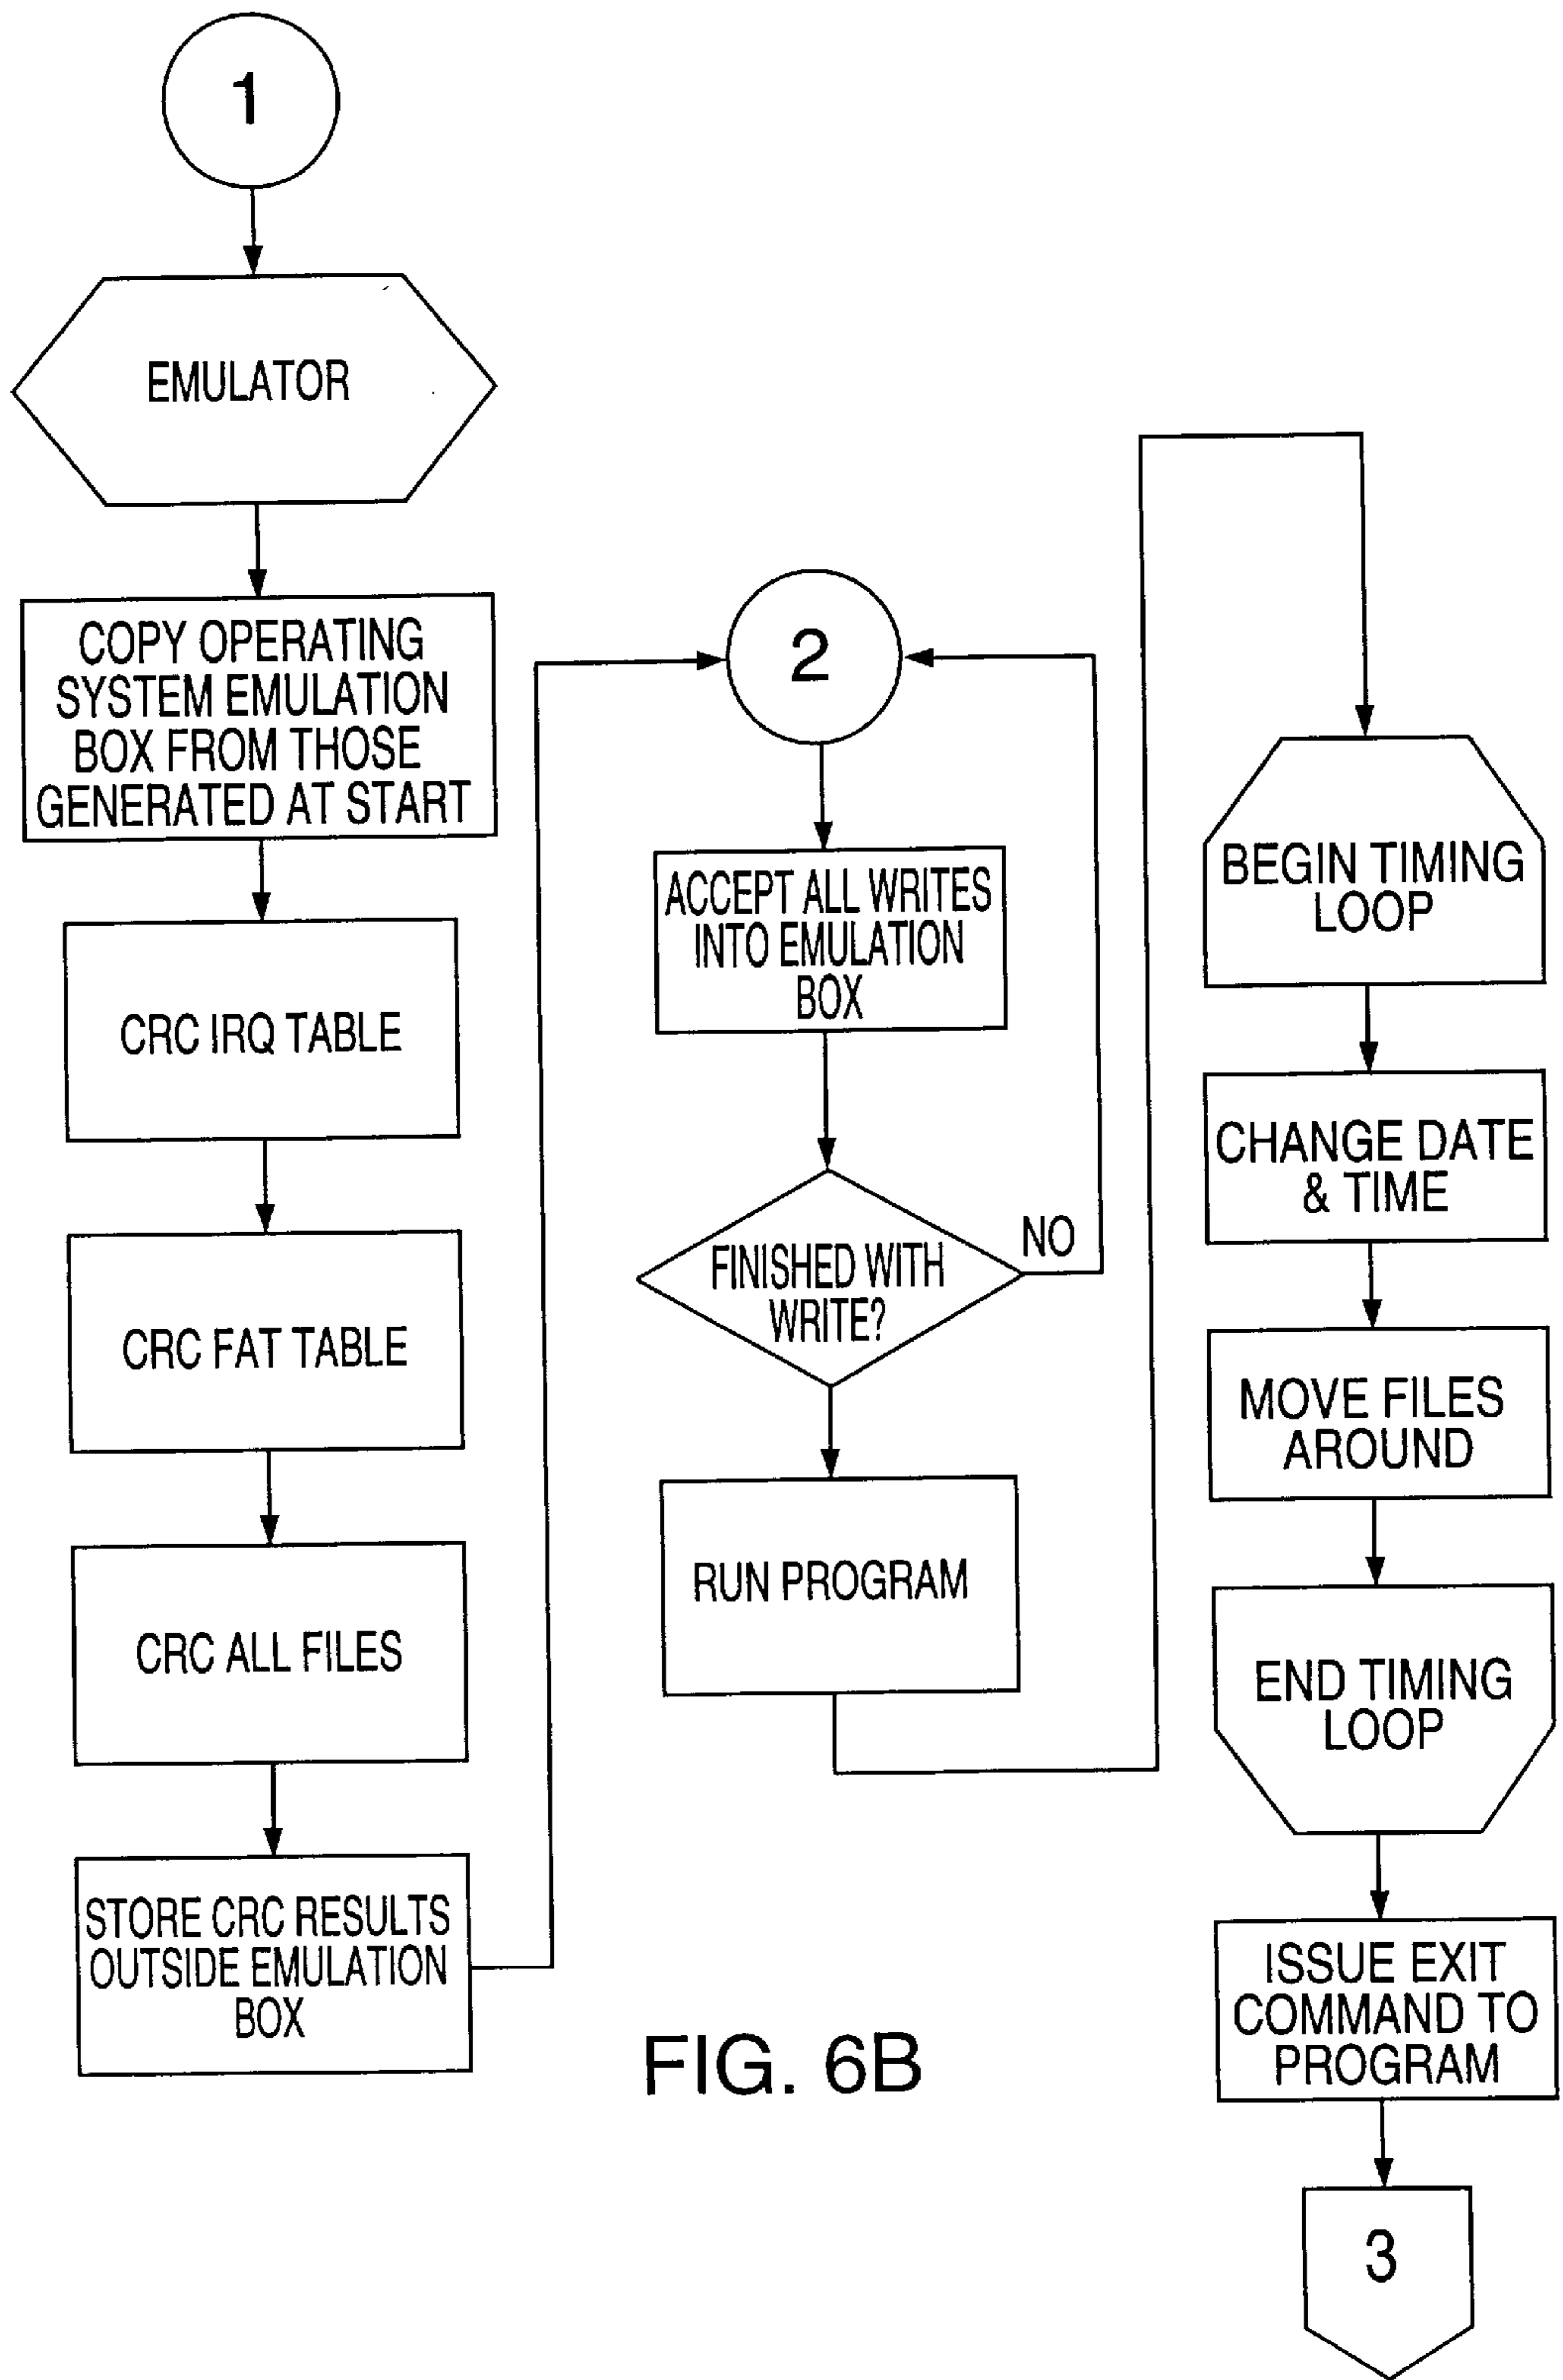 1
EMULATOR
COPY OPERATING
SYSTEM EMULATION
BOX FROM THOSE
GENERATED AT START
CRC IRQ TABLE
CRC FAT TABLE
CRC ALL FILES
STORE CRC RESULTS
OUTSIDE EMULATION
BOX
2
ACCEPT ALL WRITES
INTO EMULATION
BOX
FINISHED WITH
WRITE?
NO
RUN PROGRAM
BEGIN TIMING
LOOP
CHANGE DATE
& TIME
MOVE FILES
AROUND
END TIMING
LOOP
ISSUE EXIT
COMMAND TO
PROGRAM
3
FIG. 6B